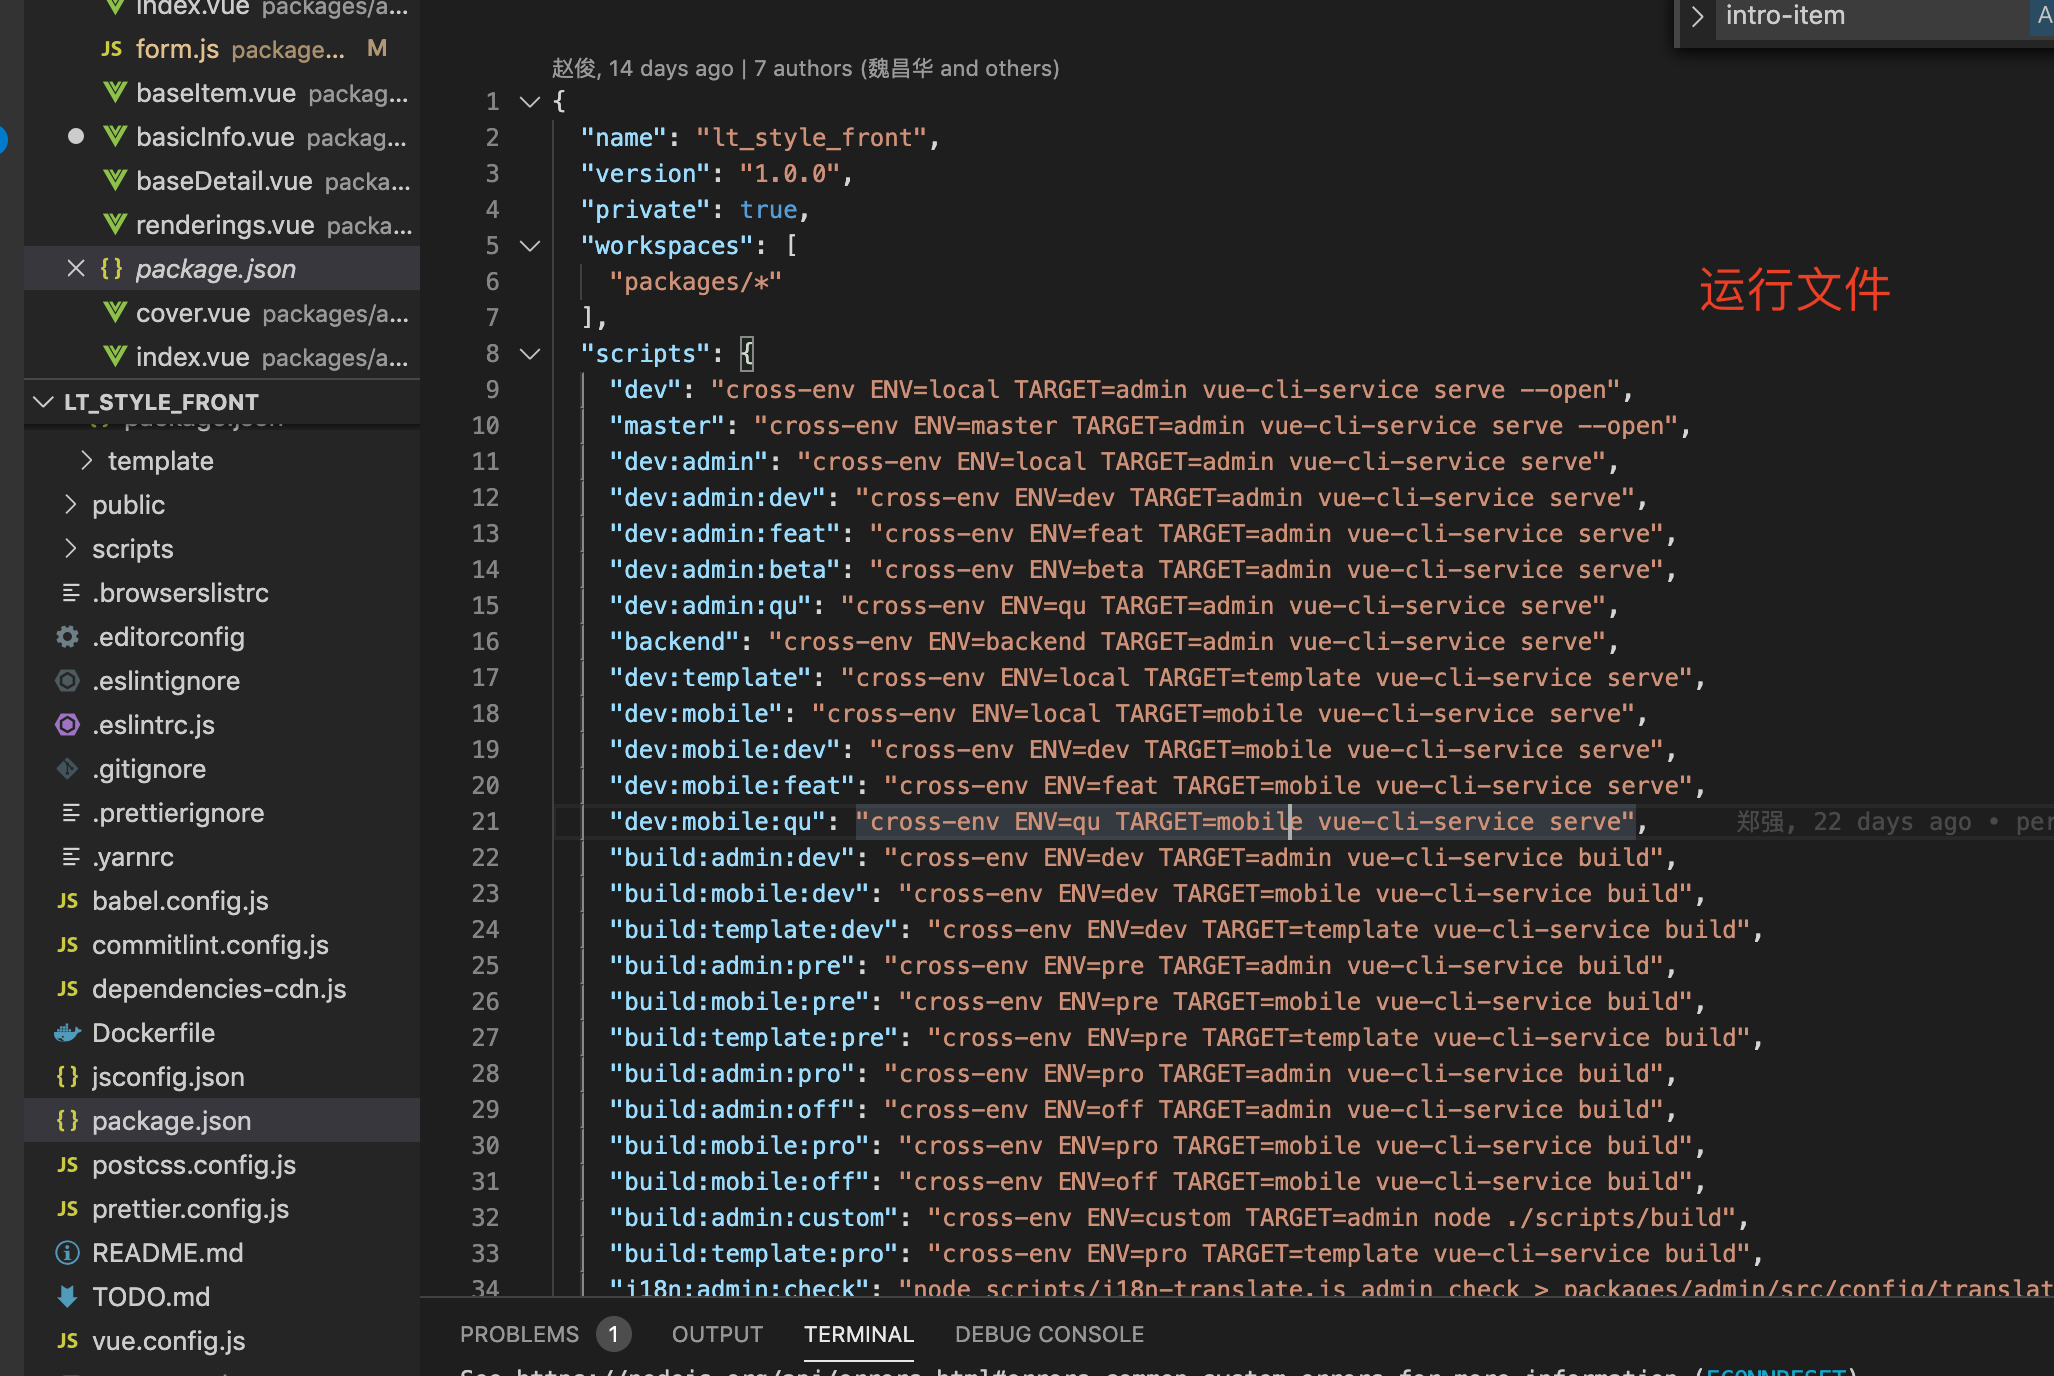 index.vue packages/a...
JS form.js package... M
baseItem.vue packag...
basicInfo.vue packag...
baseDetail.vue packa...
renderings.vue packa...
{} package.json
cover.vue packages/a...
index.vue packages/a...
LT_STYLE_FRONT
package.json
template
public
scripts
.browserslistrc
.editorconfig
.eslintignore
.eslintrc.js
.gitignore
.prettierignore
.yarnrc
JS babel.config.js
JS commitlint.config.js
JS dependencies-cdn.js
Dockerfile
{} jsconfig.json
{} package.json
JS postcss.config.js
JS prettier.config.js
README.md
TODO.md
JS vue.config.js
intro-item
运行文件
赵俊, 14 days ago | 7 authors (魏昌华 and others)
1 {
2 "name": "lt_style_front",
3 "version": "1.0.0",
4 "private": true,
5 "workspaces": [
6 "packages/*"
7 ],
8 "scripts": {
9 "dev": "cross-env ENV=local TARGET=admin vue-cli-service serve --open",
10 "master": "cross-env ENV=master TARGET=admin vue-cli-service serve --open",
11 "dev:admin": "cross-env ENV=local TARGET=admin vue-cli-service serve",
12 "dev:admin:dev": "cross-env ENV=dev TARGET=admin vue-cli-service serve",
13 "dev:admin:feat": "cross-env ENV=feat TARGET=admin vue-cli-service serve",
14 "dev:admin:beta": "cross-env ENV=beta TARGET=admin vue-cli-service serve",
15 "dev:admin:qu": "cross-env ENV=qu TARGET=admin vue-cli-service serve",
16 "backend": "cross-env ENV=backend TARGET=admin vue-cli-service serve",
17 "dev:template": "cross-env ENV=local TARGET=template vue-cli-service serve",
18 "dev:mobile": "cross-env ENV=local TARGET=mobile vue-cli-service serve",
19 "dev:mobile:dev": "cross-env ENV=dev TARGET=mobile vue-cli-service serve",
20 "dev:mobile:feat": "cross-env ENV=feat TARGET=mobile vue-cli-service serve",
21 "dev:mobile:qu": "cross-env ENV=qu TARGET=mobile vue-cli-service serve", 郑强, 22 days ago • per
22 "build:admin:dev": "cross-env ENV=dev TARGET=admin vue-cli-service build",
23 "build:mobile:dev": "cross-env ENV=dev TARGET=mobile vue-cli-service build",
24 "build:template:dev": "cross-env ENV=dev TARGET=template vue-cli-service build",
25 "build:admin:pre": "cross-env ENV=pre TARGET=admin vue-cli-service build",
26 "build:mobile:pre": "cross-env ENV=pre TARGET=mobile vue-cli-service build",
27 "build:template:pre": "cross-env ENV=pre TARGET=template vue-cli-service build",
28 "build:admin:pro": "cross-env ENV=pro TARGET=admin vue-cli-service build",
29 "build:admin:off": "cross-env ENV=off TARGET=admin vue-cli-service build",
30 "build:mobile:pro": "cross-env ENV=pro TARGET=mobile vue-cli-service build",
31 "build:mobile:off": "cross-env ENV=off TARGET=mobile vue-cli-service build",
32 "build:admin:custom": "cross-env ENV=custom TARGET=admin node ./scripts/build",
33 "build:template:pro": "cross-env ENV=pro TARGET=template vue-cli-service build",
34 "i18n:admin:check": "node scripts/i18n-translate.js admin check > packages/admin/src/config/translat
PROBLEMS 1 OUTPUT TERMINAL DEBUG CONSOLE
See https://nodejs.org/api/errors.html#errors_common_system_errors for more information (ECONNRESET)